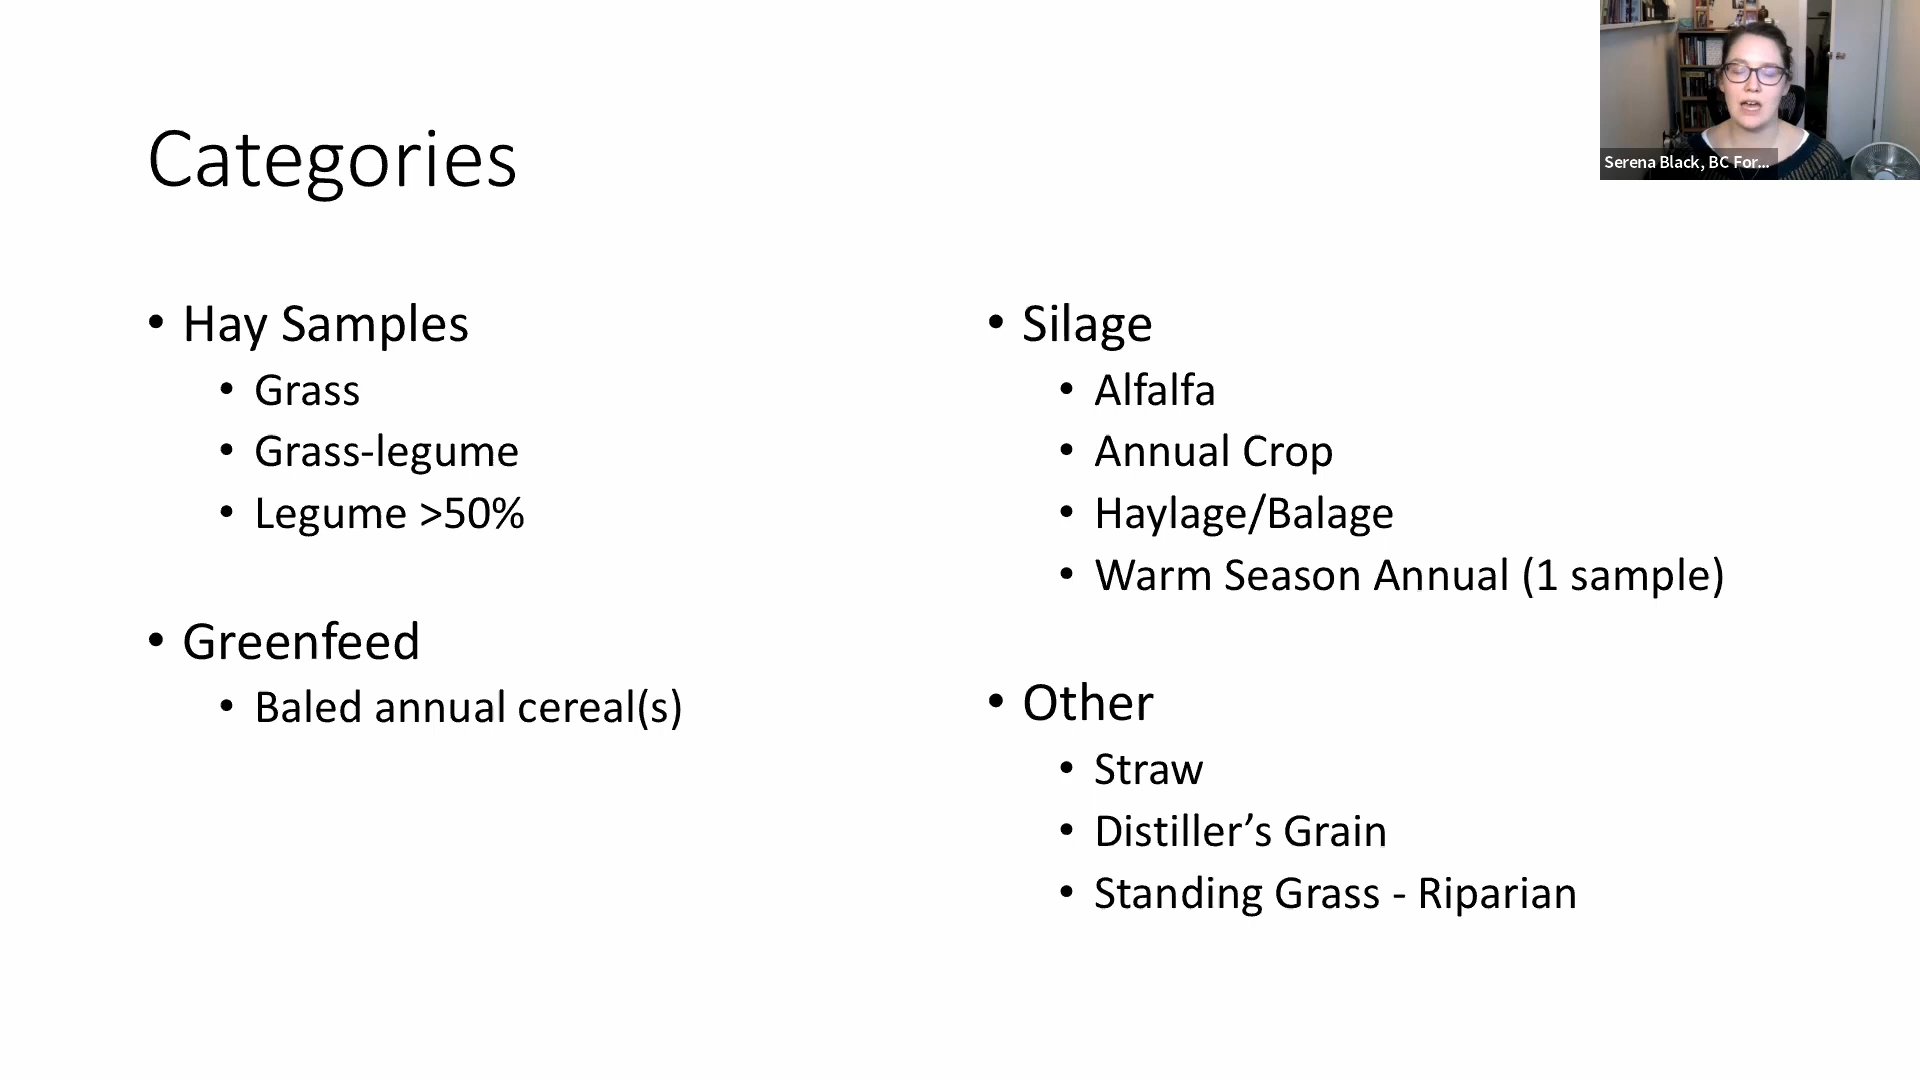 Categories
• Hay Samples
• Grass
• Grass-legume
• Legume >50%
• Greenfeed
• Baled annual cereal(s)
• Silage
• Alfalfa
• Annual Crop
• Haylage/Balage
• Warm Season Annual (1 sample)
• Other
• Straw
• Distiller’s Grain
• Standing Grass - Riparian
Serena Black, BC For...